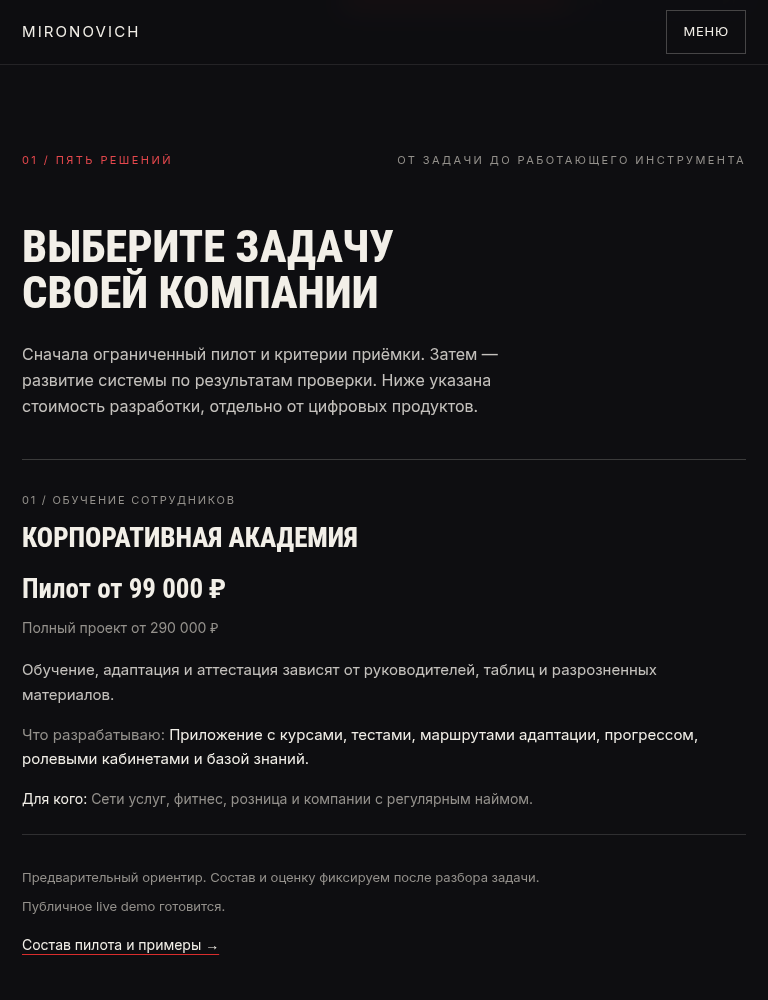 MIRONOVICH
МЕНЮ
01 / ПЯТЬ РЕШЕНИЙ
ОТ ЗАДАЧИ ДО РАБОТАЮЩЕГО ИНСТРУМЕНТА
ВЫБЕРИТЕ ЗАДАЧУ
СВОЕЙ КОМПАНИИ
Сначала ограниченный пилот и критерии приёмки. Затем —
развитие системы по результатам проверки. Ниже указана
стоимость разработки, отдельно от цифровых продуктов.
01 / ОБУЧЕНИЕ СОТРУДНИКОВ
КОРПОРАТИВНАЯ АКАДЕМИЯ
Пилот от 99 000 ₽
Полный проект от 290 000 ₽
Обучение, адаптация и аттестация зависят от руководителей, таблиц и разрозненных
материалов.
Что разрабатываю: Приложение с курсами, тестами, маршрутами адаптации, прогрессом,
ролевыми кабинетами и базой знаний.
Для кого: Сети услуг, фитнес, розница и компании с регулярным наймом.
Предварительный ориентир. Состав и оценку фиксируем после разбора задачи.
Публичное live demo готовится.
Состав пилота и примеры →